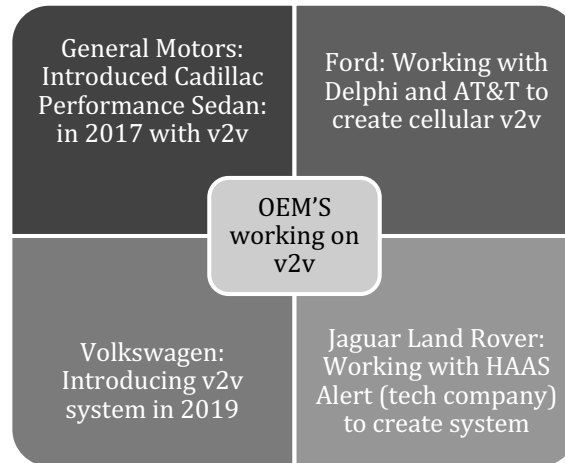 General Motors:
Introduced Cadillac
Performance Sedan:
in 2017 with v2v
Ford: Working with
Delphi and AT&T to
create cellular v2v
OEM’S
working on
v2v
Volkswagen:
Introducing v2v
system in 2019
Jaguar Land Rover:
Working with HAAS
Alert (tech company)
to create system